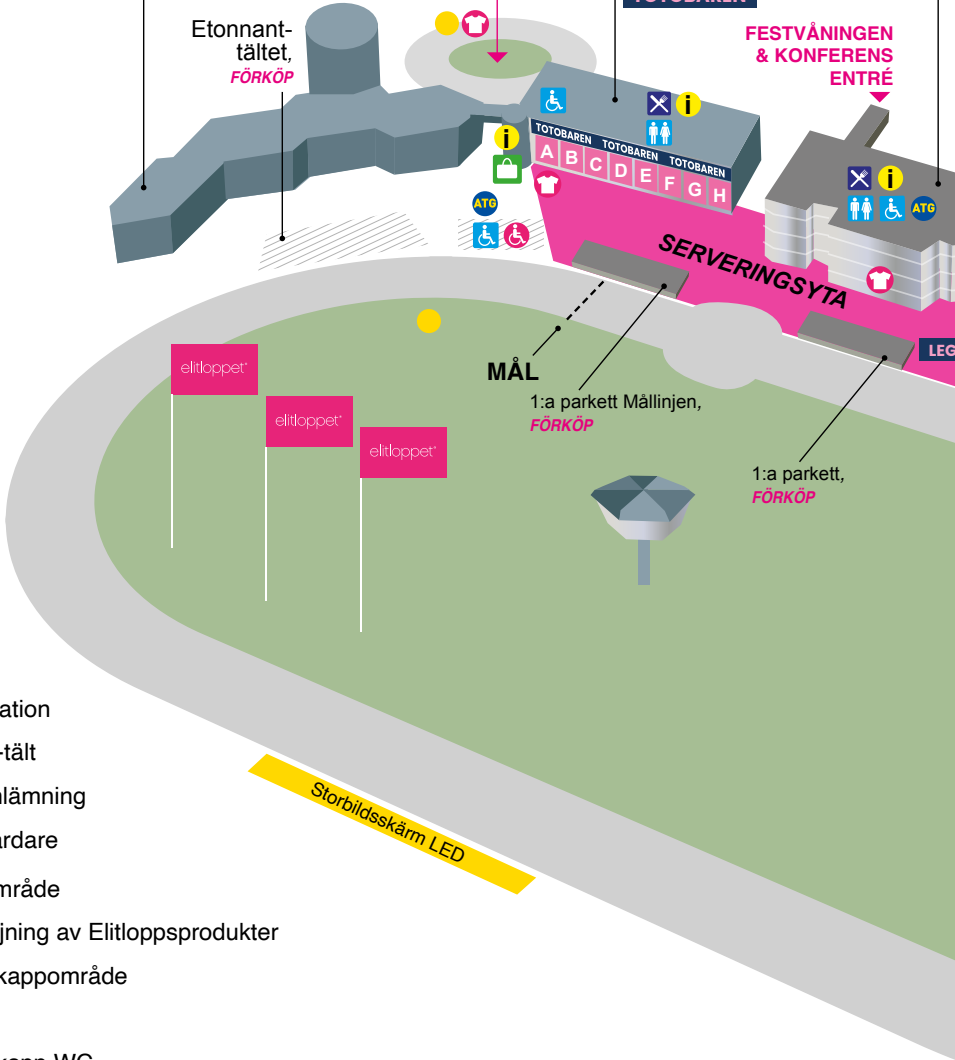 TOTOBAREN
Etonnant-
tältet,
FÖRKÖP
FESTVÅNINGEN
& KONFERENS
ENTRÉ
i
i
TOTOBAREN TOTOBAREN TOTOBAREN
A B C D E F G H
i
ATG
ATG
SERVERINGSYTA
LEG
MÅL
1:a parkett Mållinjen,
FÖRKÖP
1:a parkett,
FÖRKÖP
elitloppet
elitloppet
elitloppet
Storbildsskärm LED
ation
-tält
lämning
ardare
mråde
jning av Elitloppsprodukter
kappområde